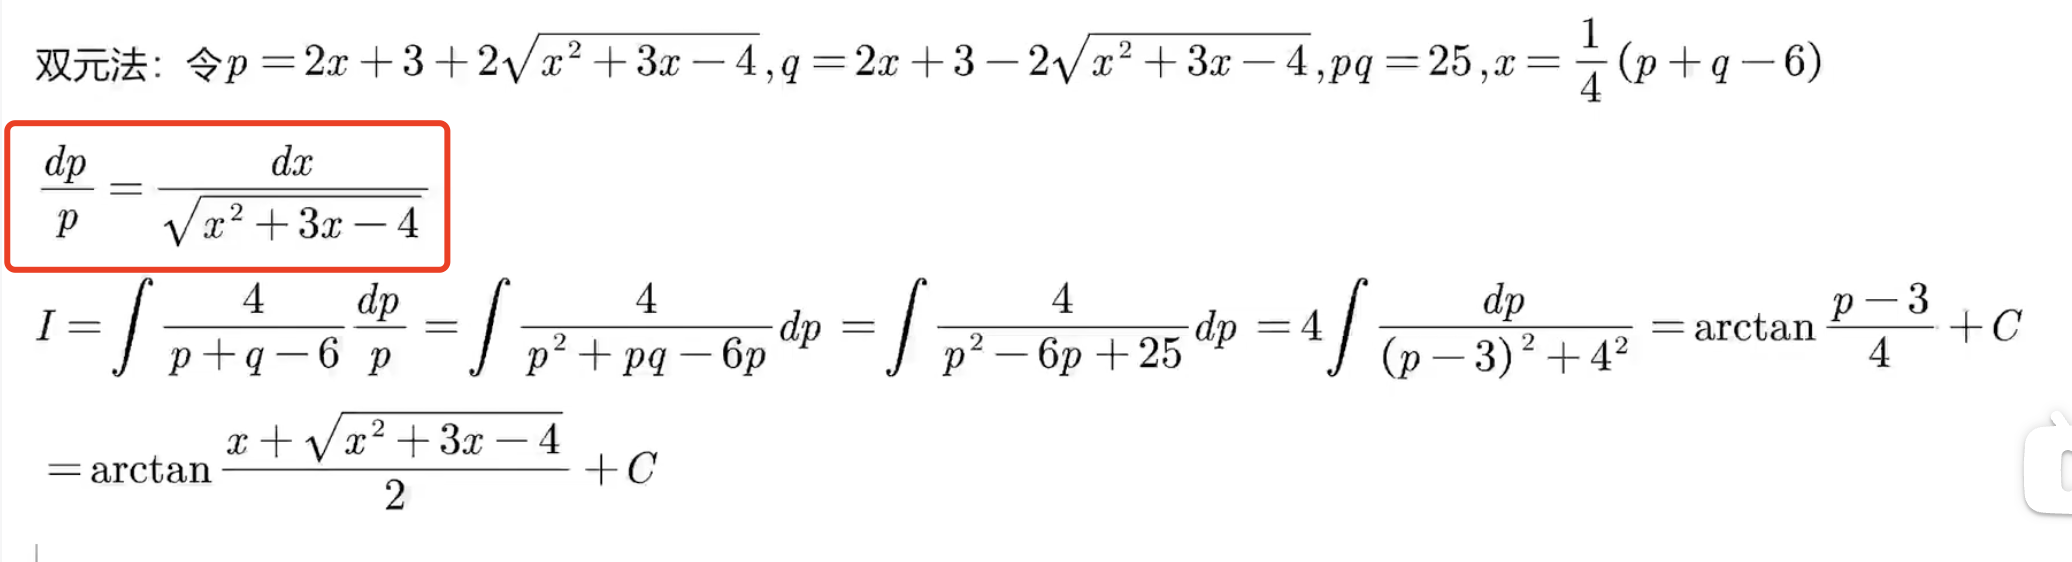 双元法：令p=2x+3+2√(x²+3x−4),q=2x+3−2√(x²+3x−4),pq=25,x=1/4(p+q−6)
dp/p=dx/√(x²+3x−4)
I=∫4/(p+q−6) dp/p=∫4/(p²+pq−6p)dp=∫4/(p²−6p+25)dp=4∫dp/((p−3)²+4²)=arctan (p−3)/4+C
=arctan (x+√(x²+3x−4))/2+C